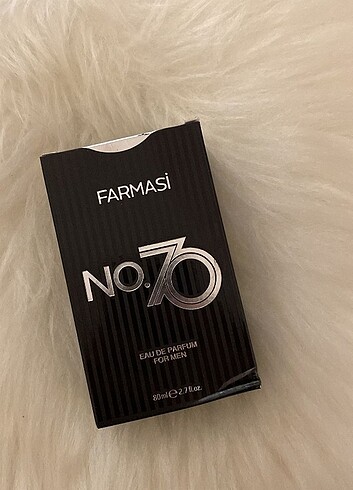 FARMASİ
No.70
EAU DE PARFUM
FOR MEN
80ml ℮ 2.7 fl.oz.